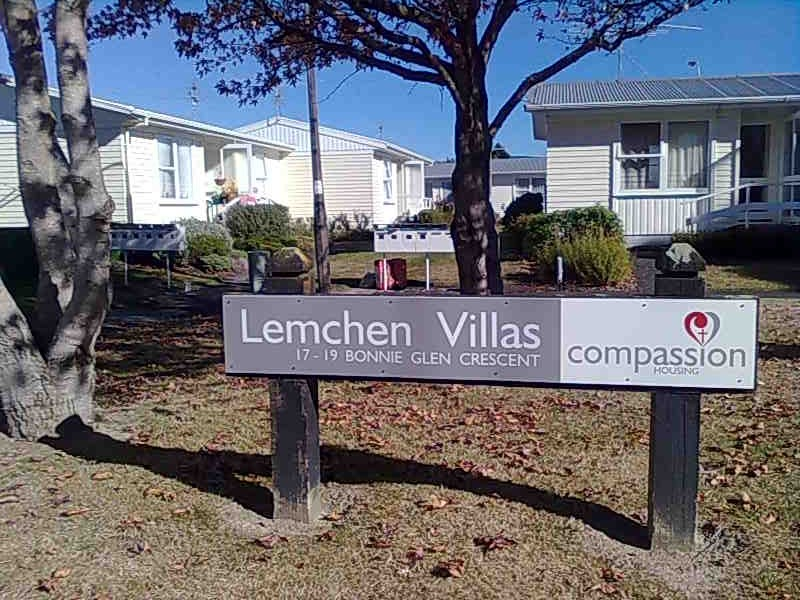 Lemchen Villas
17 - 19 BONNIE GLEN CRESCENT
compassion
HOUSING